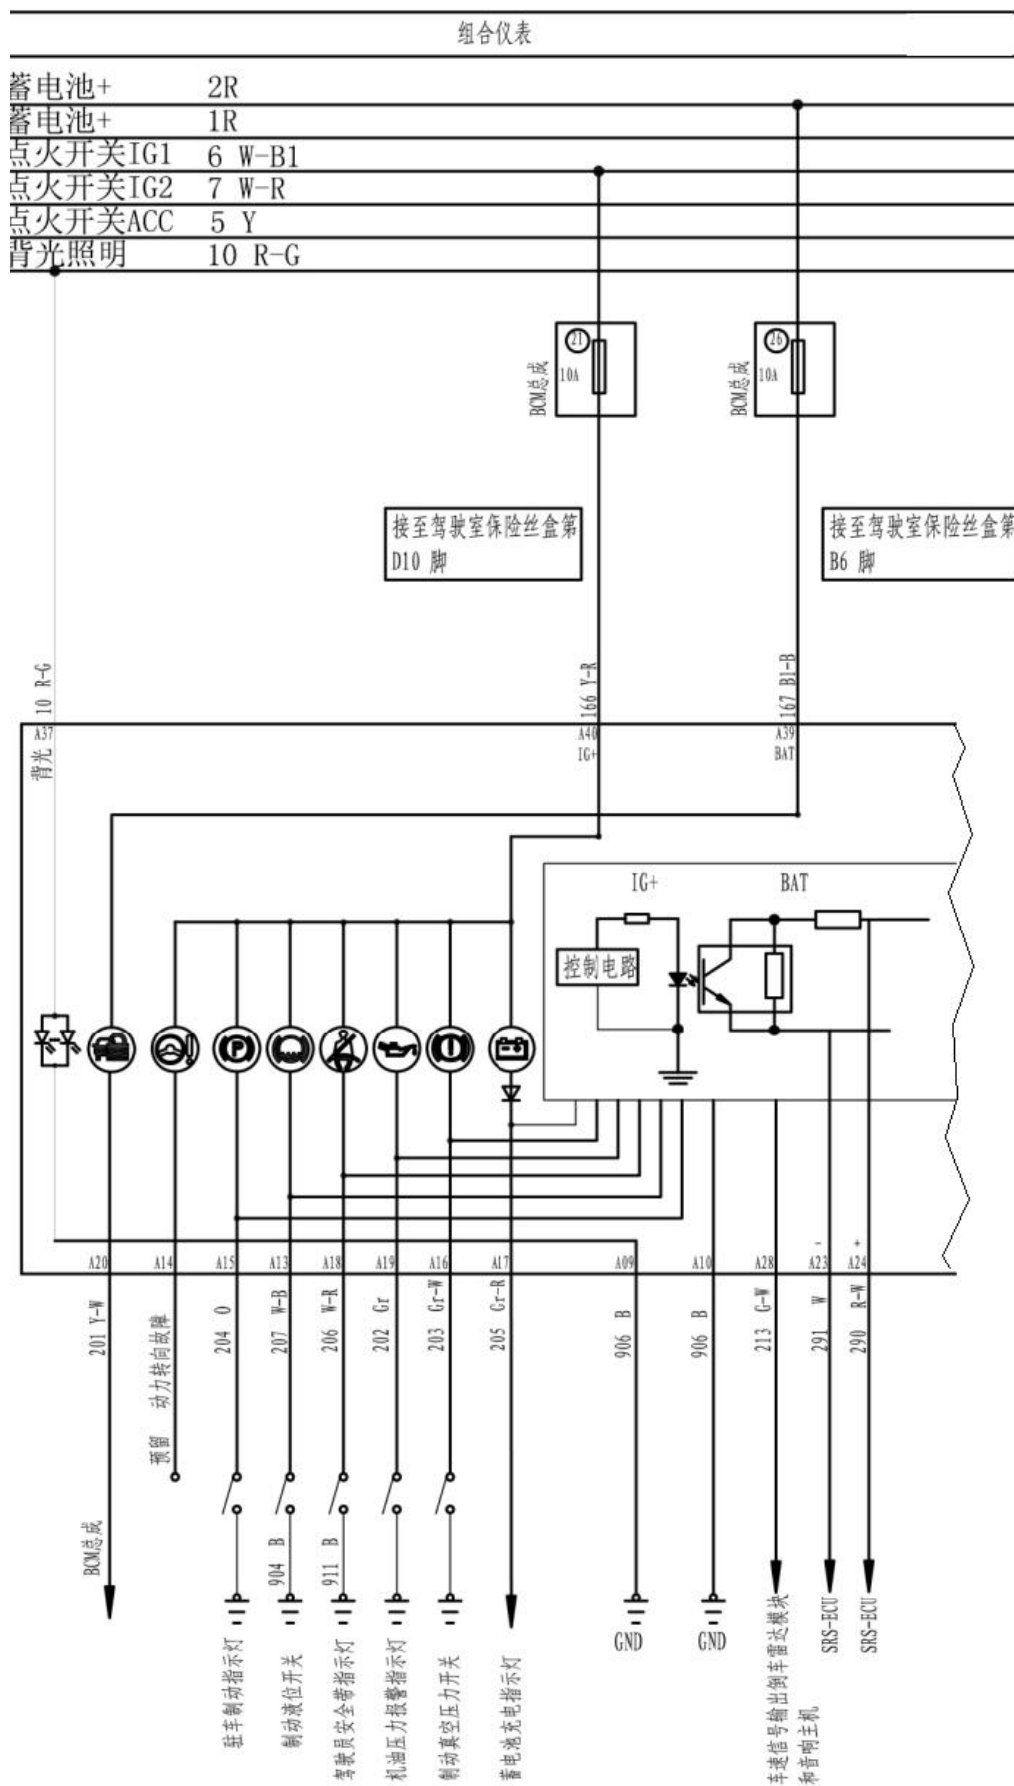 组合仪表
蓄电池+ 2R
蓄电池+ 1R
点火开关IG1 6 W-B1
点火开关IG2 7 W-R
点火开关ACC 5 Y
背光照明 10 R-G
21
10A
BCM总成
26
10A
BCM总成
接至驾驶室保险丝盒第
D10 脚
接至驾驶室保险丝盒第
B6 脚
10 R-G
166 Y-R
167 B1-B
A37
背光
A40
IG+
A39
BAT
IG+
BAT
控制电路
P
A20
A14
A15
A13
A18
A19
A16
A17
A09
A10
A28
A23
-
A24
+
201 Y-W
预留 动力转向故障
204 O
207 W-B
206 W-R
202 Gr
203 Gr-W
205 Gr-R
906 B
906 B
213 G-W
291 W
290 R-W
BCM总成
904 B
911 B
驻车制动指示灯
制动液位开关
驾驶员安全带指示灯
机油压力报警指示灯
制动真空压力开关
蓄电池充电指示灯
GND
GND
车速信号输出倒车雷达模块
和音响主机
SRS-ECU
SRS-ECU